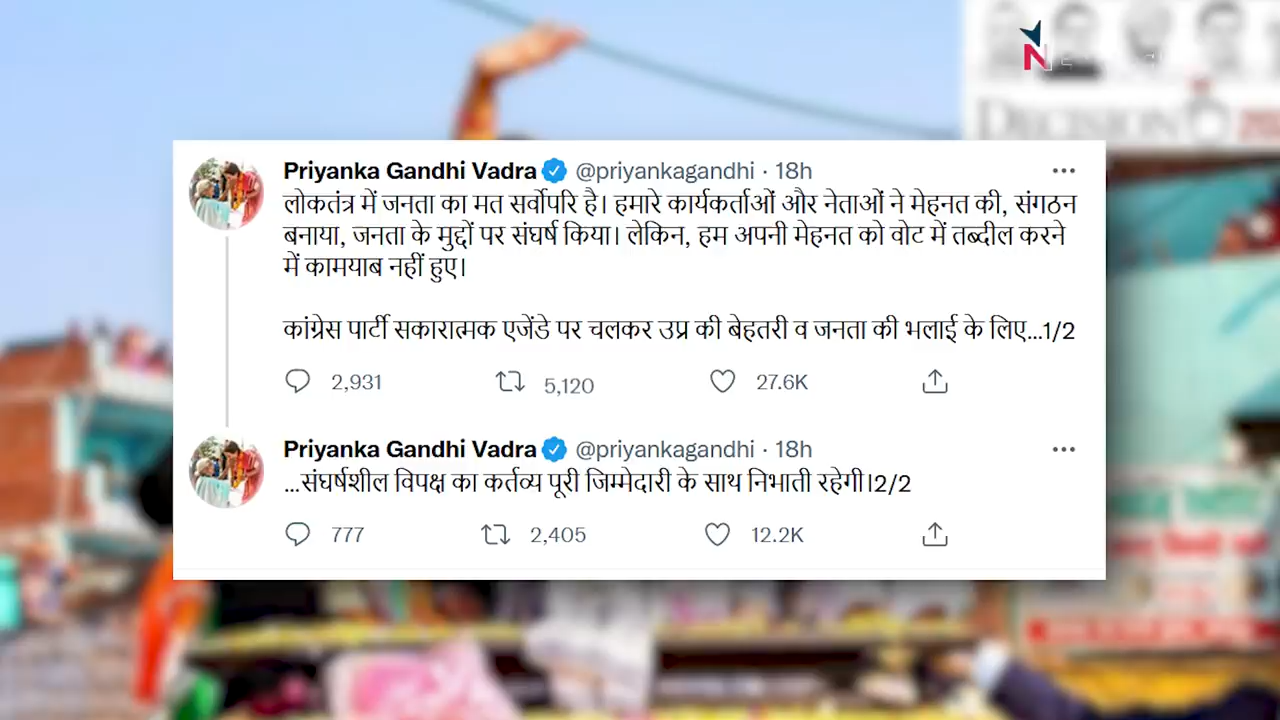 DECISION
Priyanka Gandhi Vadra @priyankagandhi · 18h
लोकतंत्र में जनता का मत सर्वोपरि है। हमारे कार्यकर्ताओं और नेताओं ने मेहनत की, संगठन
बनाया, जनता के मुद्दों पर संघर्ष किया। लेकिन, हम अपनी मेहनत को वोट में तब्दील करने
में कामयाब नहीं हुए।
कांग्रेस पार्टी सकारात्मक एजेंडे पर चलकर उप्र की बेहतरी व जनता की भलाई के लिए...1/2
2,931 5,120 27.6K
Priyanka Gandhi Vadra @priyankagandhi · 18h
...संघर्षशील विपक्ष का कर्तव्य पूरी जिम्मेदारी के साथ निभाती रहेगी।2/2
777 2,405 12.2K